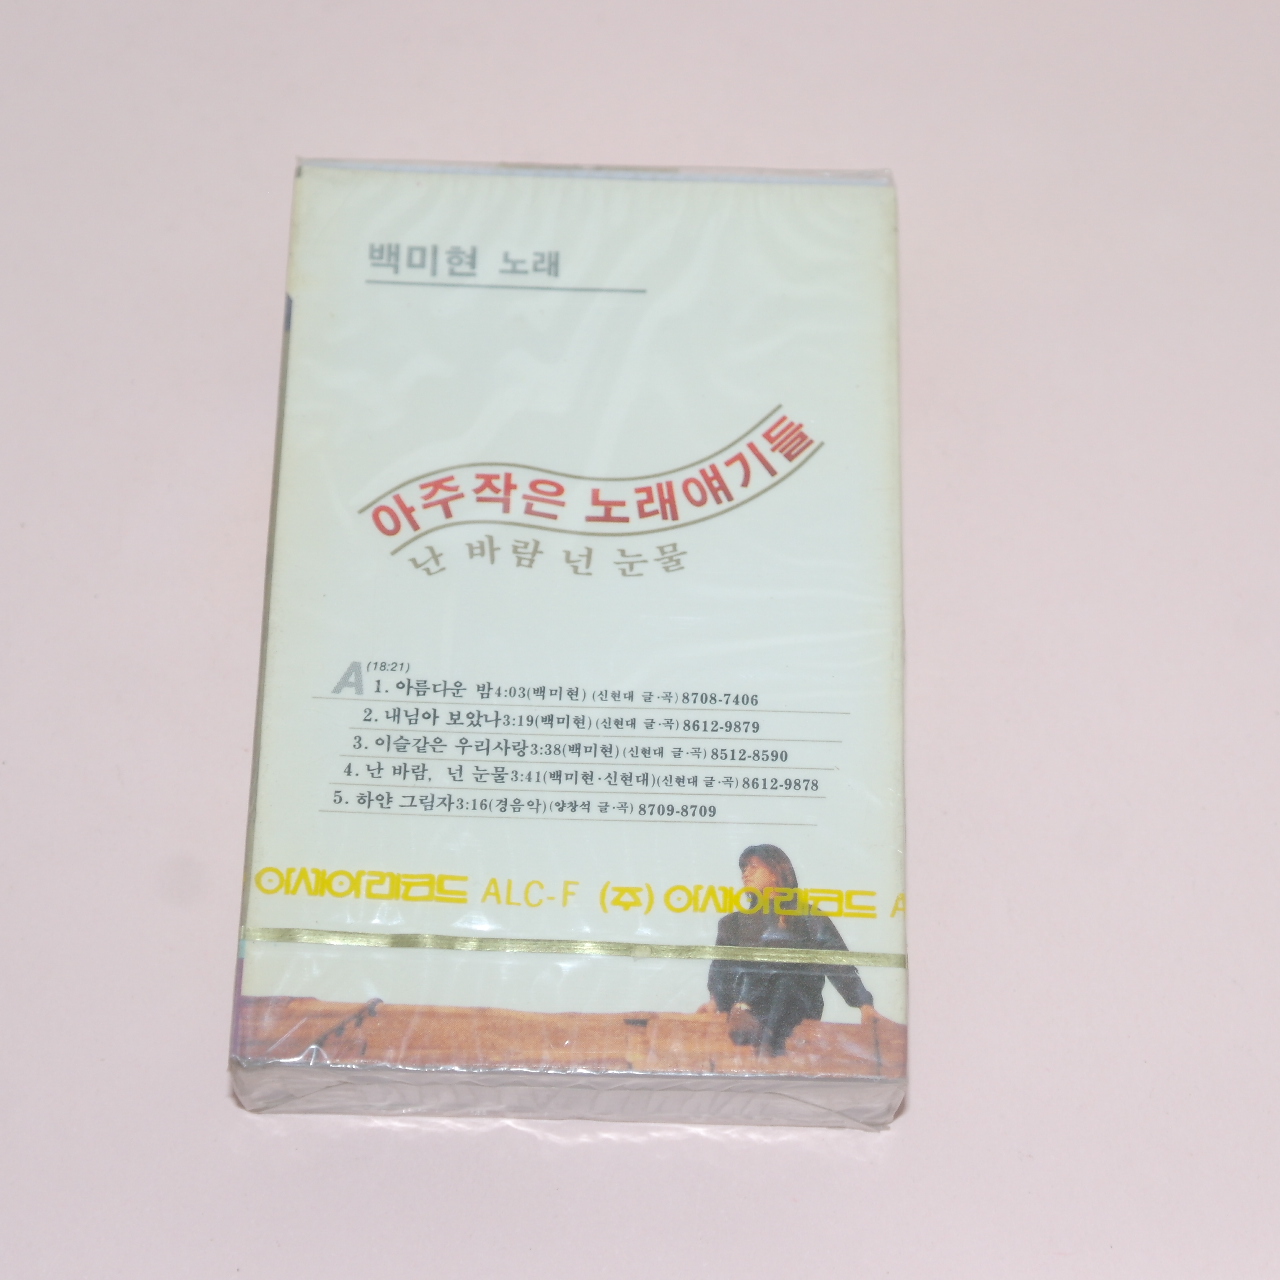 백미현 노래
아주작은 노래얘기들
난 바람 넌 눈물
A (18:21)
1. 아름다운 밤4:03(백미현) (신현대 글·곡)8708-7406
2. 내님아 보았나3:19(백미현) (신현대 글·곡)8612-9879
3. 이슬같은 우리사랑3:38(백미현) (신현대 글·곡)8512-8590
4. 난 바람, 넌 눈물3:41(백미현·신현대)(신현대 글·곡)8612-9878
5. 하얀 그림자3:16(경음악)(양창석 글·곡) 8709-8709
아세아레코드 ALC-F (주) 아세아레코드 A